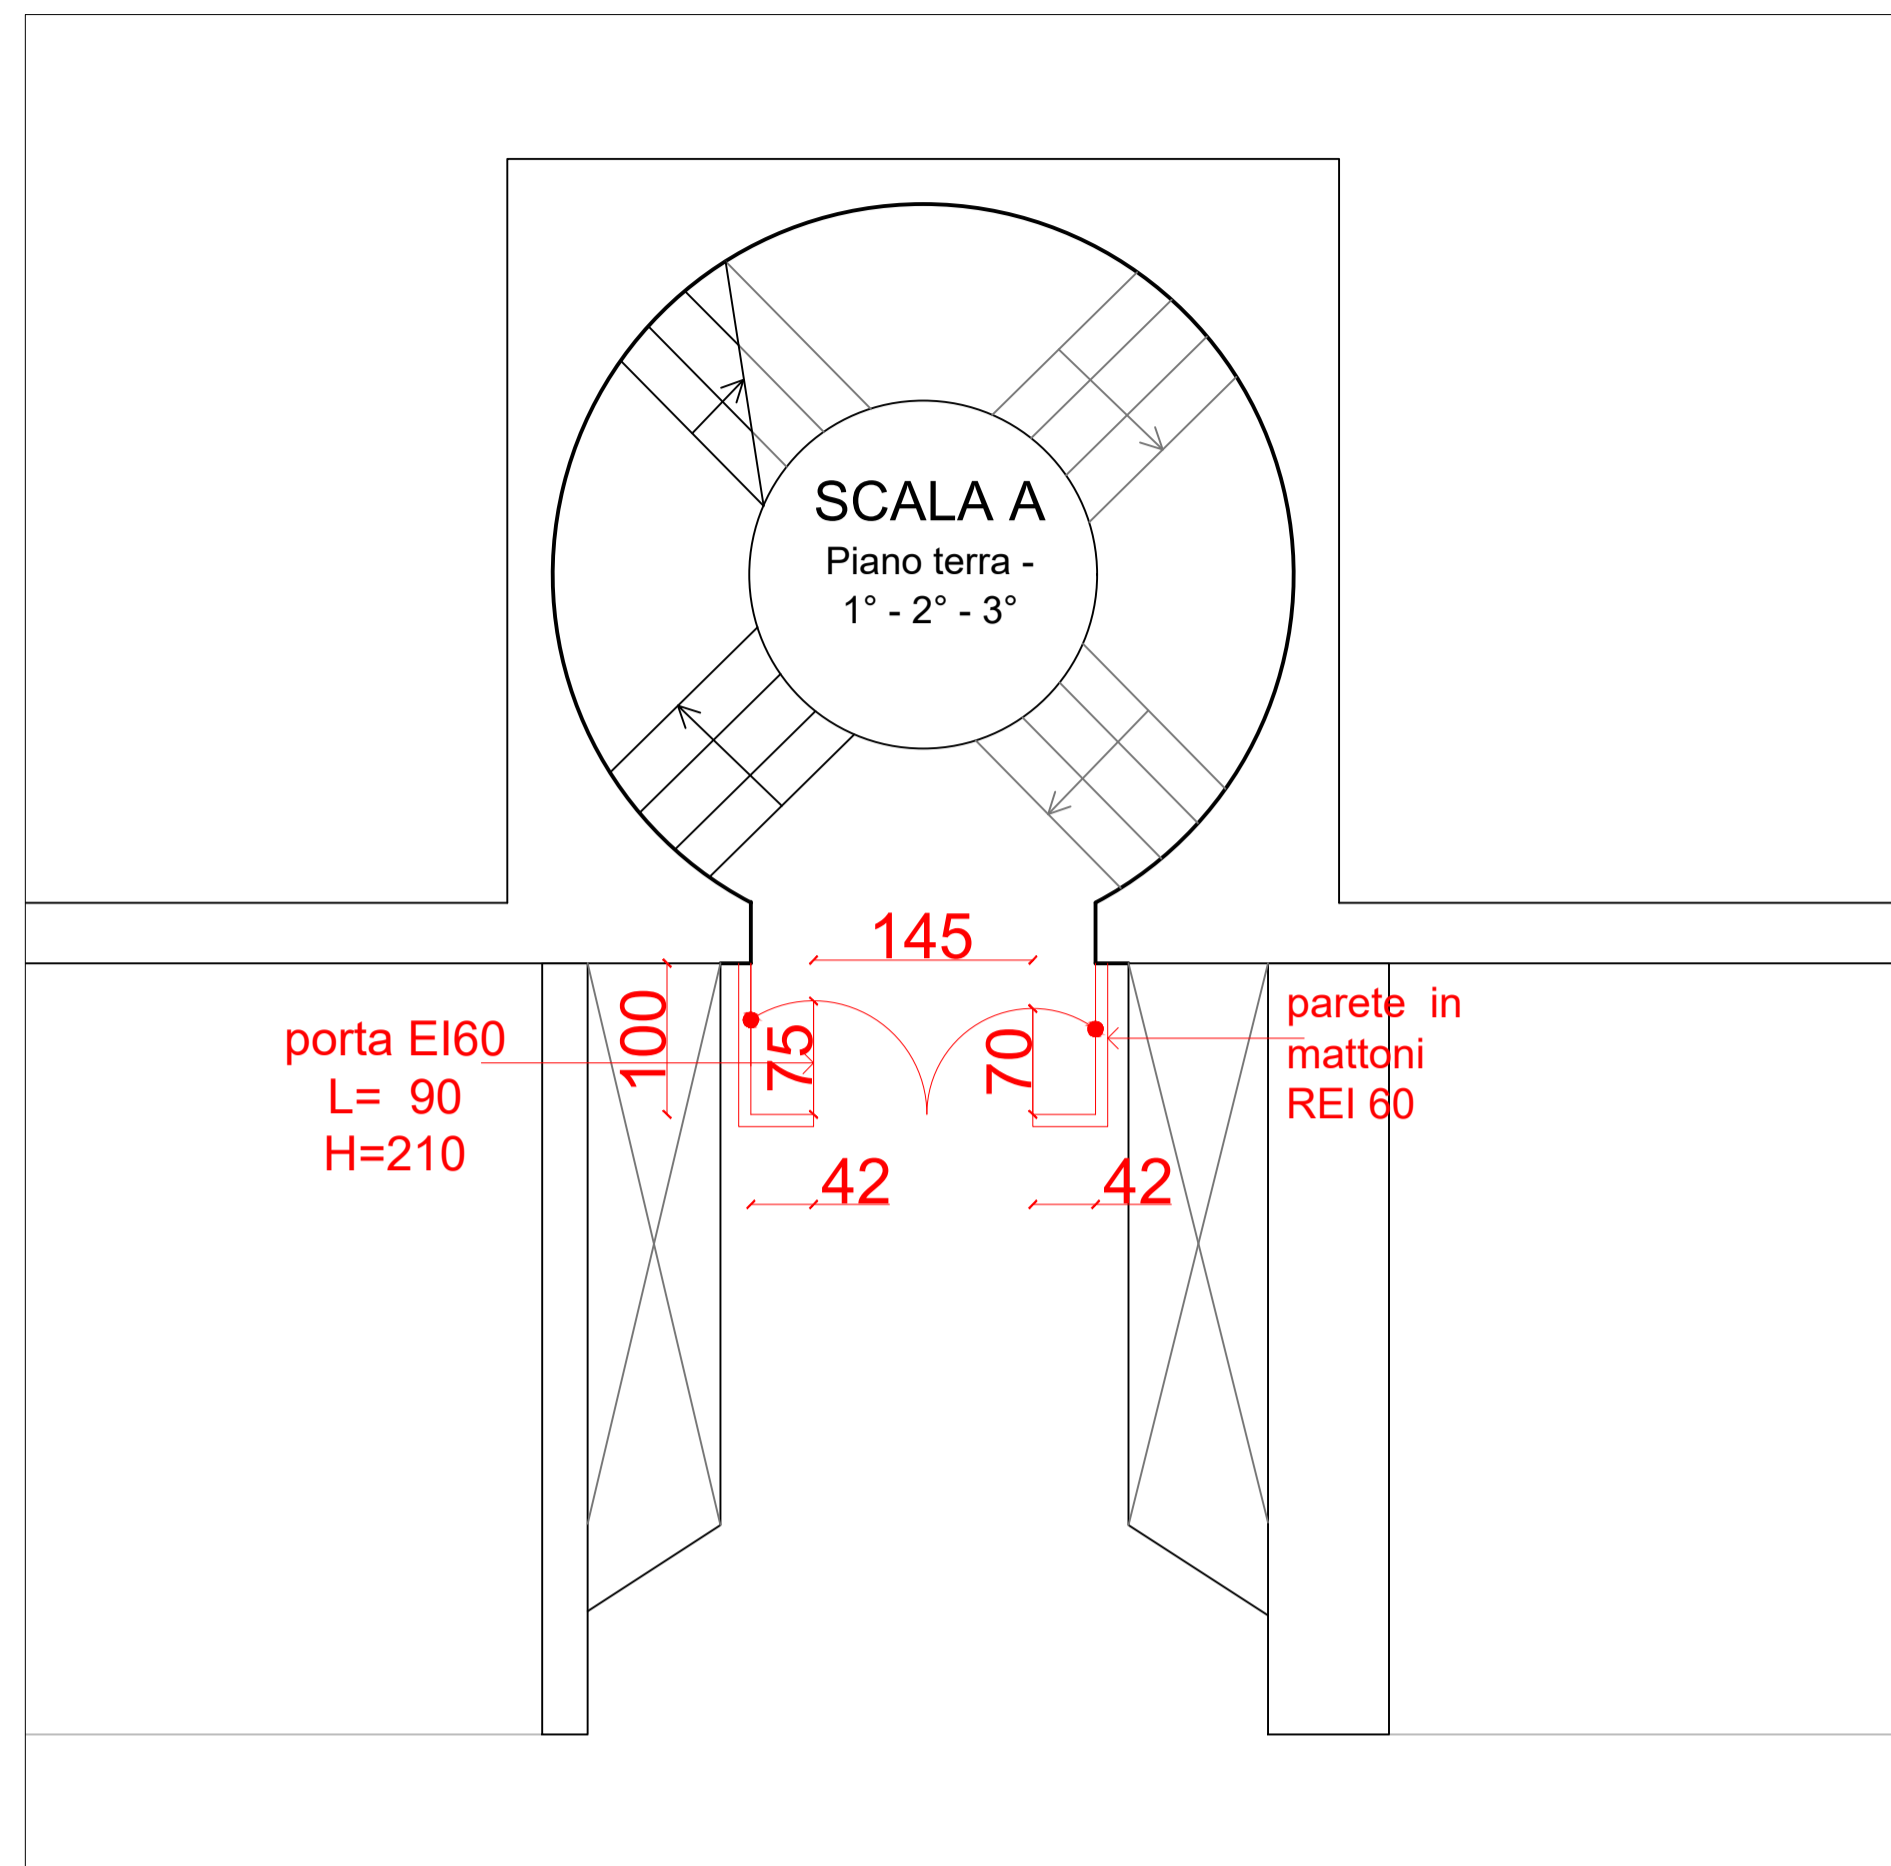 SCALA A
Piano terra -
1° - 2° - 3°
145
100
75
70
porta EI60
L= 90
H=210
parete in
mattoni
REI 60
42
42